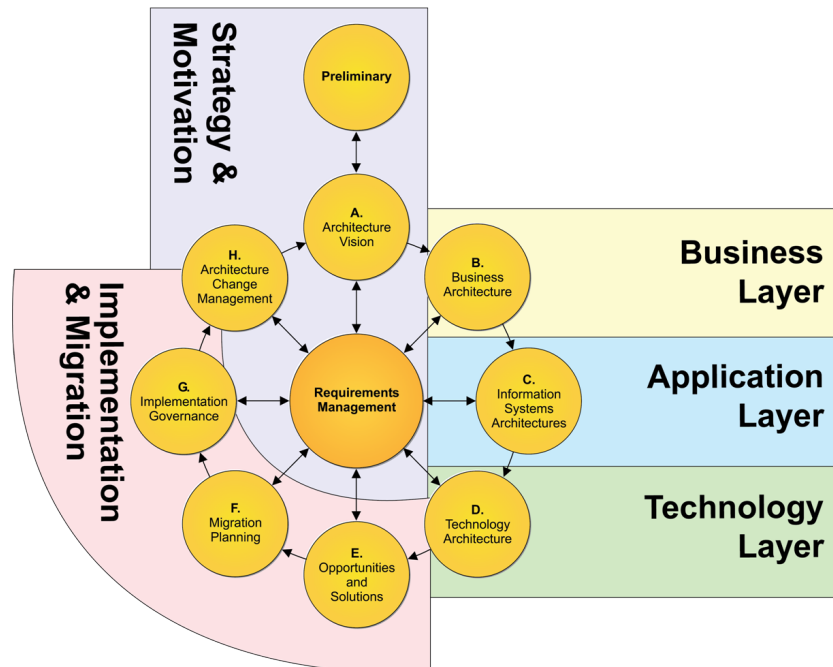 Strategy &
Motivation
Preliminary
A.
Architecture
Vision
H.
Architecture
Change
Management
B.
Business
Architecture
Business
Layer
Implementation
& Migration
G.
Implementation
Governance
Requirements
Management
C.
Information
Systems
Architectures
Application
Layer
F.
Migration
Planning
D.
Technology
Architecture
Technology
Layer
E.
Opportunities
and
Solutions